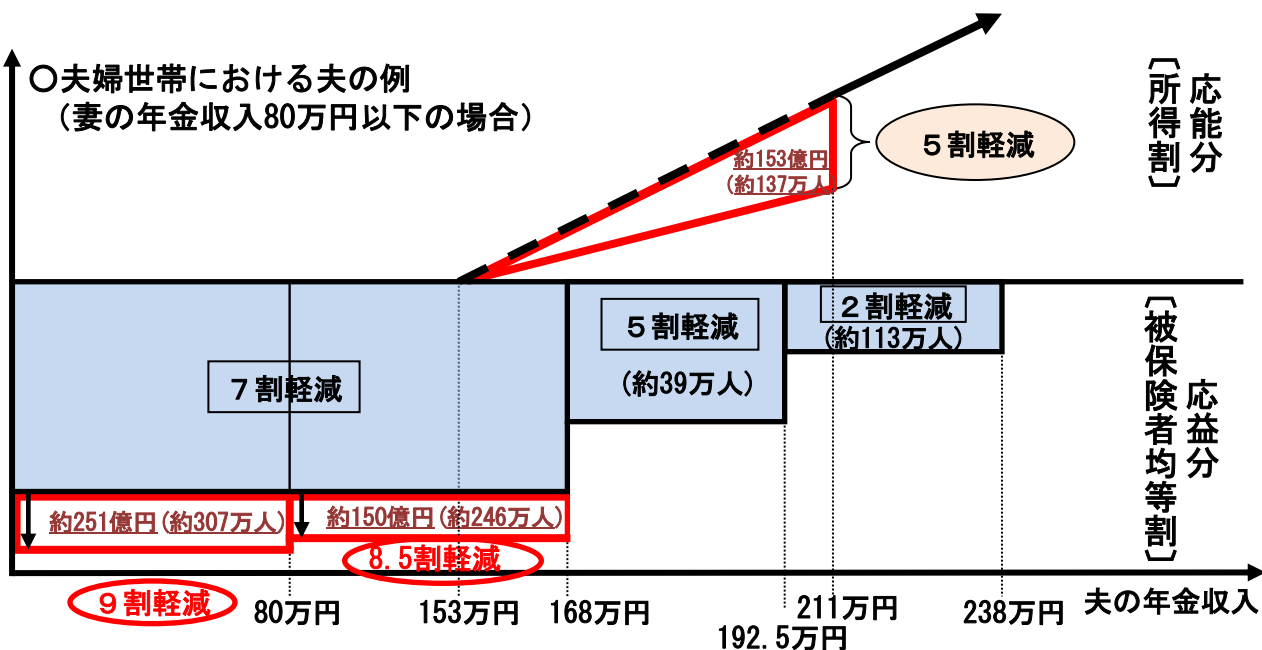 〇夫婦世帯における夫の例
（妻の年金収入80万円以下の場合）
約153億円
(約137万人)
５割軽減
応能分
〔所得割〕
７割軽減
５割軽減
(約39万人)
２割軽減
(約113万人)
応益分
〔被保険者均等割〕
約251億円(約307万人)
約150億円(約246万人)
8.5割軽減
９割軽減
80万円
153万円
168万円
192.5万円
211万円
238万円
夫の年金収入